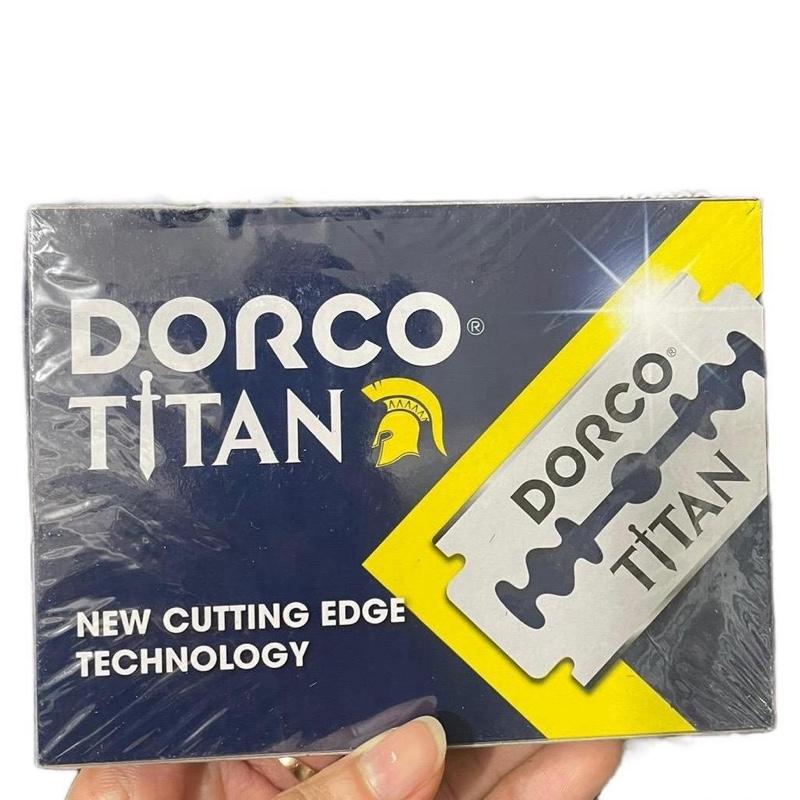 DORCO®
TITAN
NEW CUTTING EDGE
TECHNOLOGY
DORCO®
TITAN